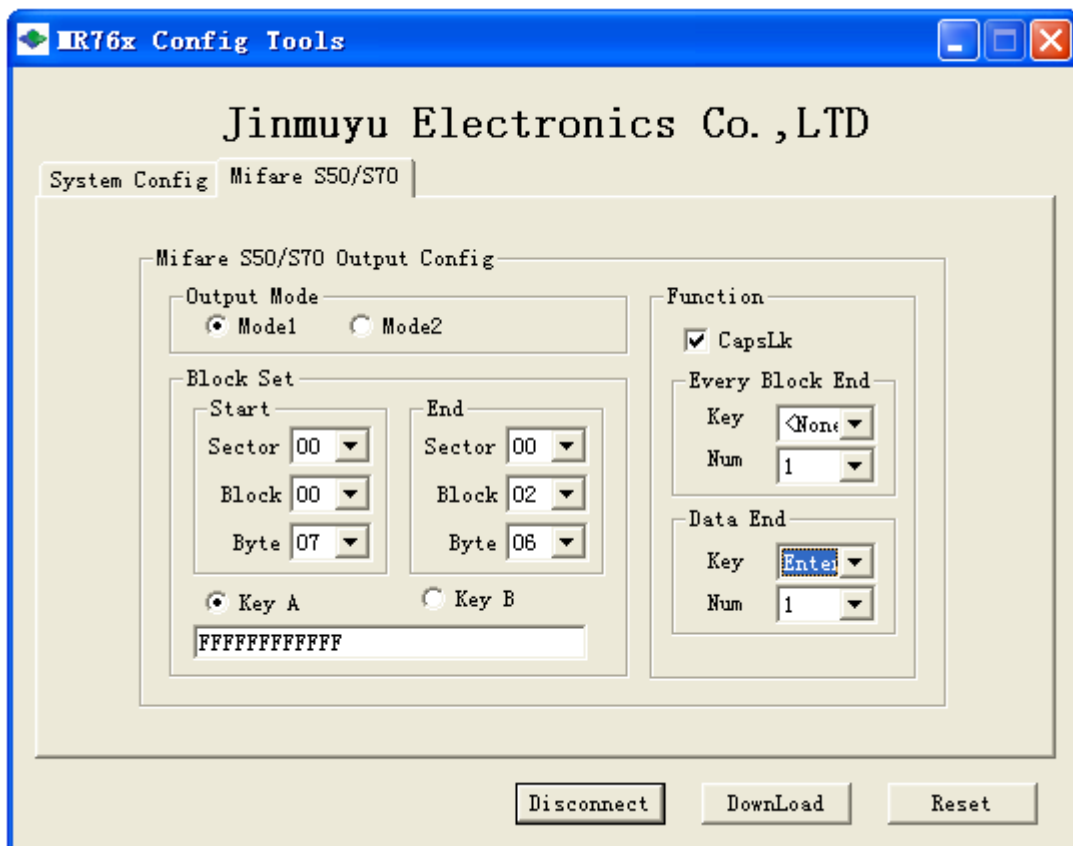 MR76x Config Tools
Jinmuyu Electronics Co.,LTD
System Config Mifare S50/S70
Mifare S50/S70 Output Config
Output Mode
Mode1 Mode2
Block Set
Start
Sector 00
Block 00
Byte 07
End
Sector 00
Block 02
Byte 06
Key A Key B
FFFFFFFFFFFF
Function
CapsLk
Every Block End
Key <None
Num 1
Data End
Key Enter
Num 1
Disconnect DownLoad Reset